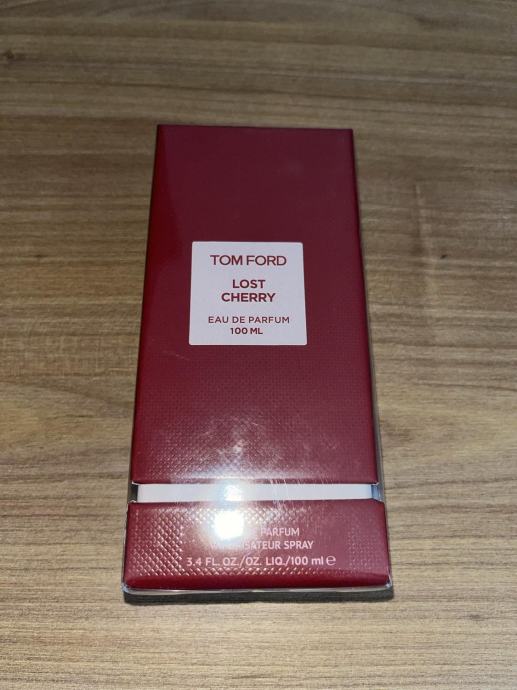 TOM FORD
LOST
CHERRY
EAU DE PARFUM
100 ML
PARFUM
SPRAY
3.4 FL. OZ./OZ. LIQ./100 ml ℮